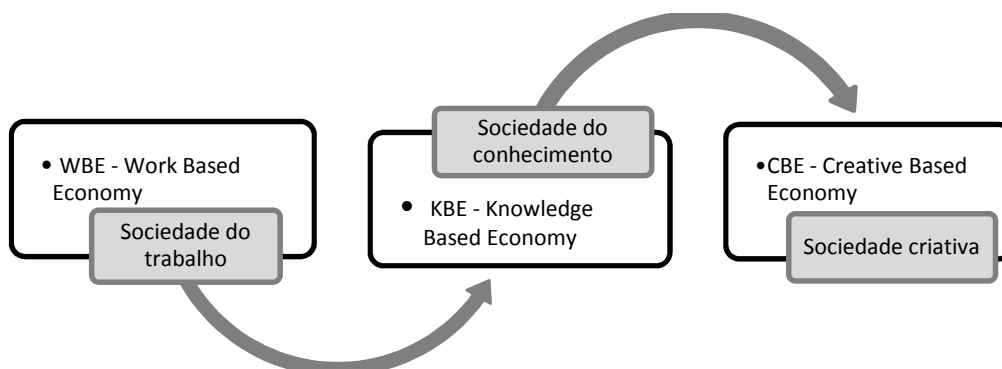 • WBE - Work Based
Economy
Sociedade do
trabalho
Sociedade do
conhecimento
• KBE - Knowledge
Based Economy
•CBE - Creative Based
Economy
Sociedade criativa